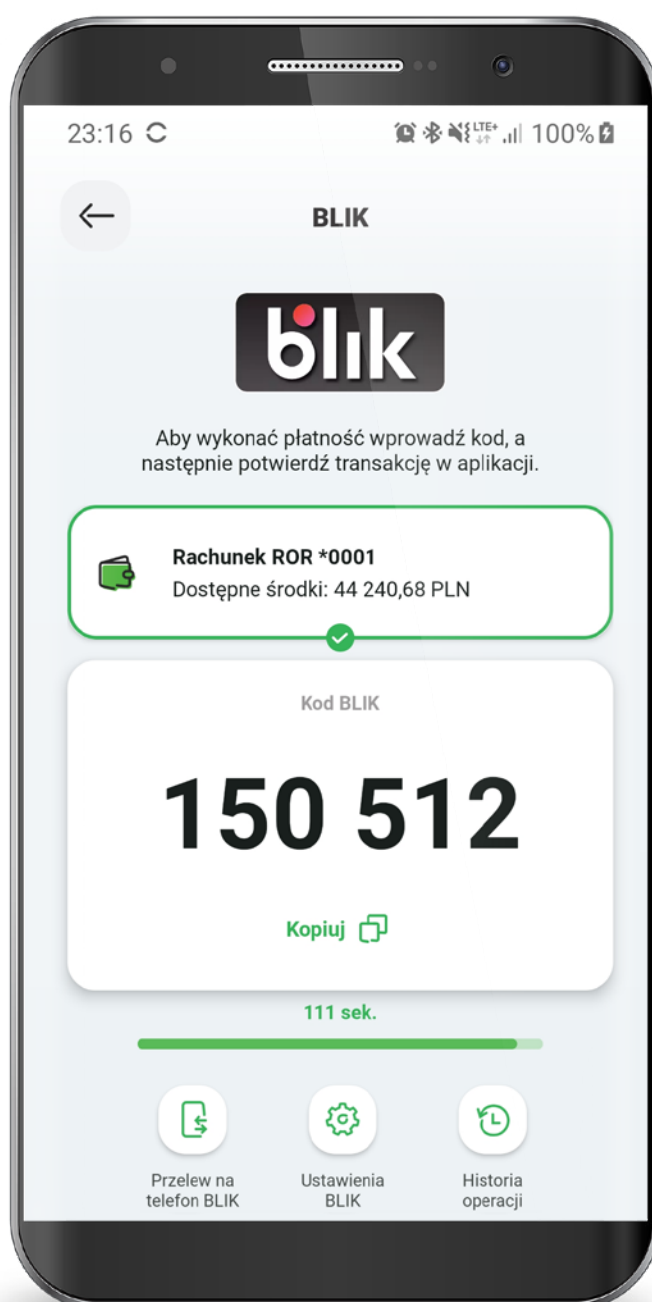 23:16
LTE+
100%
BLIK
blik
Aby wykonać płatność wprowadź kod, a
następnie potwierdź transakcję w aplikacji.
Rachunek ROR *0001
Dostępne środki: 44 240,68 PLN
Kod BLIK
150 512
Kopiuj
111 sek.
Przelew na
telefon BLIK
Ustawienia
BLIK
Historia
operacji